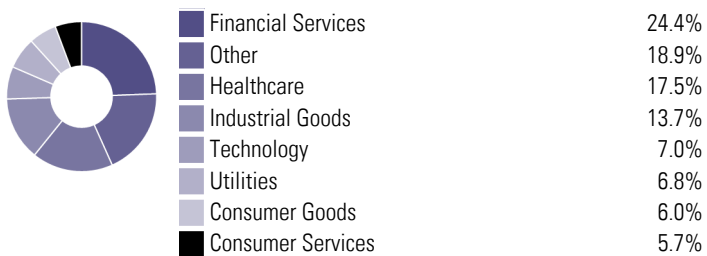 Financial Services 24.4%
Other 18.9%
Healthcare 17.5%
Industrial Goods 13.7%
Technology 7.0%
Utilities 6.8%
Consumer Goods 6.0%
Consumer Services 5.7%